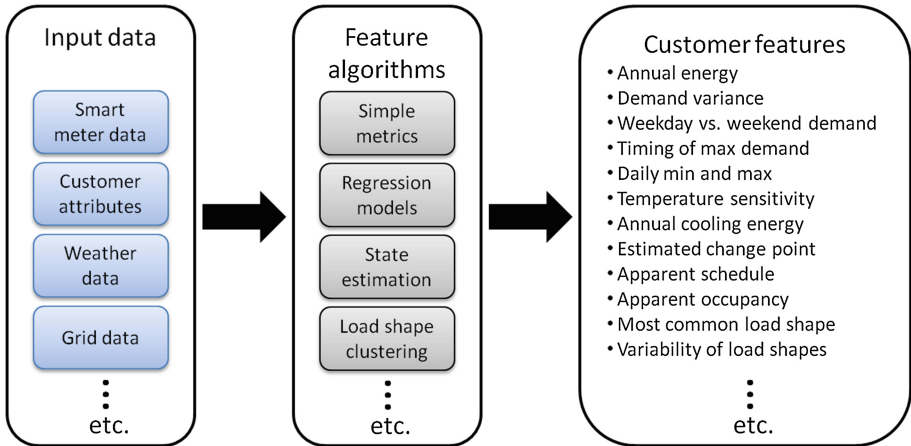 Input data
Smart
meter data
Customer
attributes
Weather
data
Grid data
etc.
Feature
algorithms
Simple
metrics
Regression
models
State
estimation
Load shape
clustering
etc.
Customer features
• Annual energy
• Demand variance
• Weekday vs. weekend demand
• Timing of max demand
• Daily min and max
• Temperature sensitivity
• Annual cooling energy
• Estimated change point
• Apparent schedule
• Apparent occupancy
• Most common load shape
• Variability of load shapes
etc.